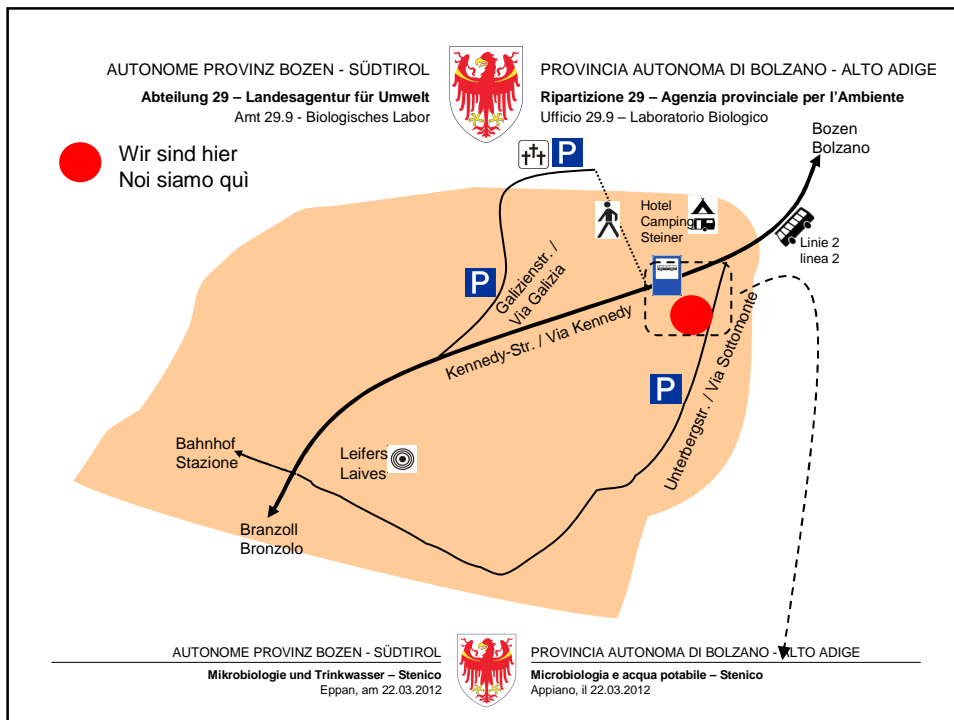 AUTONOME PROVINZ BOZEN - SÜDTIROL
Abteilung 29 – Landesagentur für Umwelt
Amt 29.9 - Biologisches Labor
PROVINCIA AUTONOMA DI BOLZANO - ALTO ADIGE
Ripartizione 29 – Agenzia provinciale per l'Ambiente
Ufficio 29.9 – Laboratorio Biologico
Wir sind hier
Noi siamo quì
P
Bozen
Bolzano
Hotel
Camping
Steiner
Linie 2
linea 2
P
Galizienstr. /
Via Galizia
Kennedy-Str. / Via Kennedy
Unterbergstr. / Via Sottomonte
P
Bahnhof
Stazione
Leifers
Laives
Branzoll
Bronzolo
AUTONOME PROVINZ BOZEN - SÜDTIROL
Mikrobiologie und Trinkwasser – Stenico
Eppan, am 22.03.2012
PROVINCIA AUTONOMA DI BOLZANO - ALTO ADIGE
Microbiologia e acqua potabile – Stenico
Appiano, il 22.03.2012